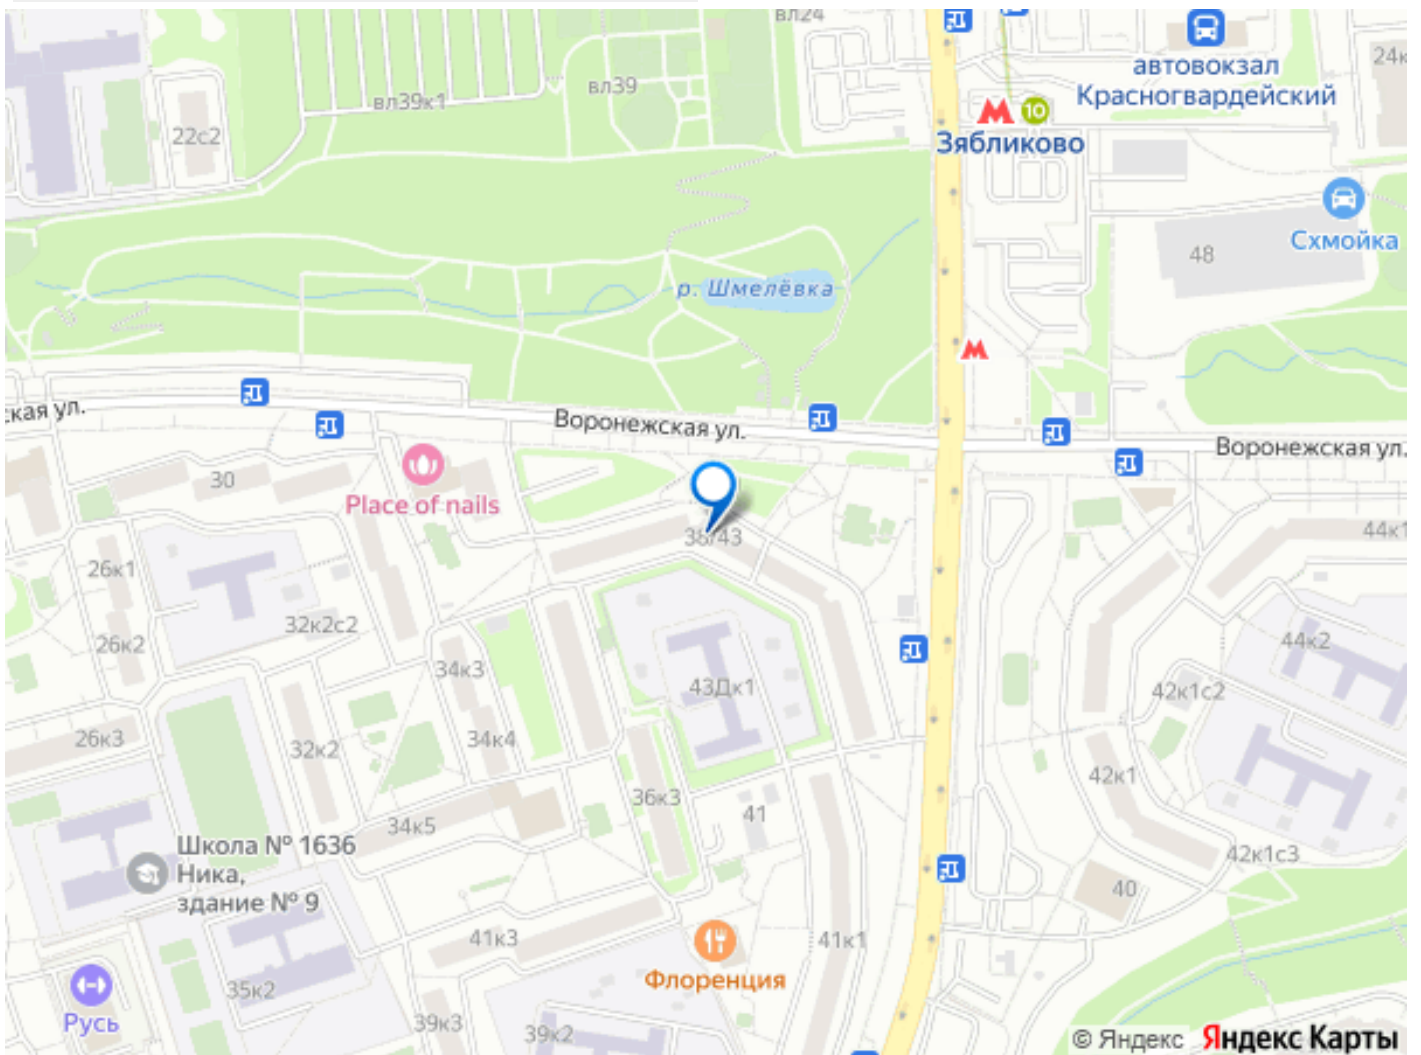 вл24
автовокзал
Красногвардейский
24к
вл39к1
вл39
22с2
М 10
Зябликово
Схмойка
48
р. Шмелёвка
М
ская ул.
Воронежская ул.
Воронежская ул.
30
Place of nails
38/43
44к1
26к1
32к2с2
26к2
44к2
34к3
43Дк1
42к1с2
26к3
32к2
34к4
42к1
36к3
41
34к5
Школа № 1636
Ника,
здание № 9
42к1с3
40
41к3
41к1
Флоренция
35к2
Русь
39к3
39к2
© Яндекс Яндекс Карты